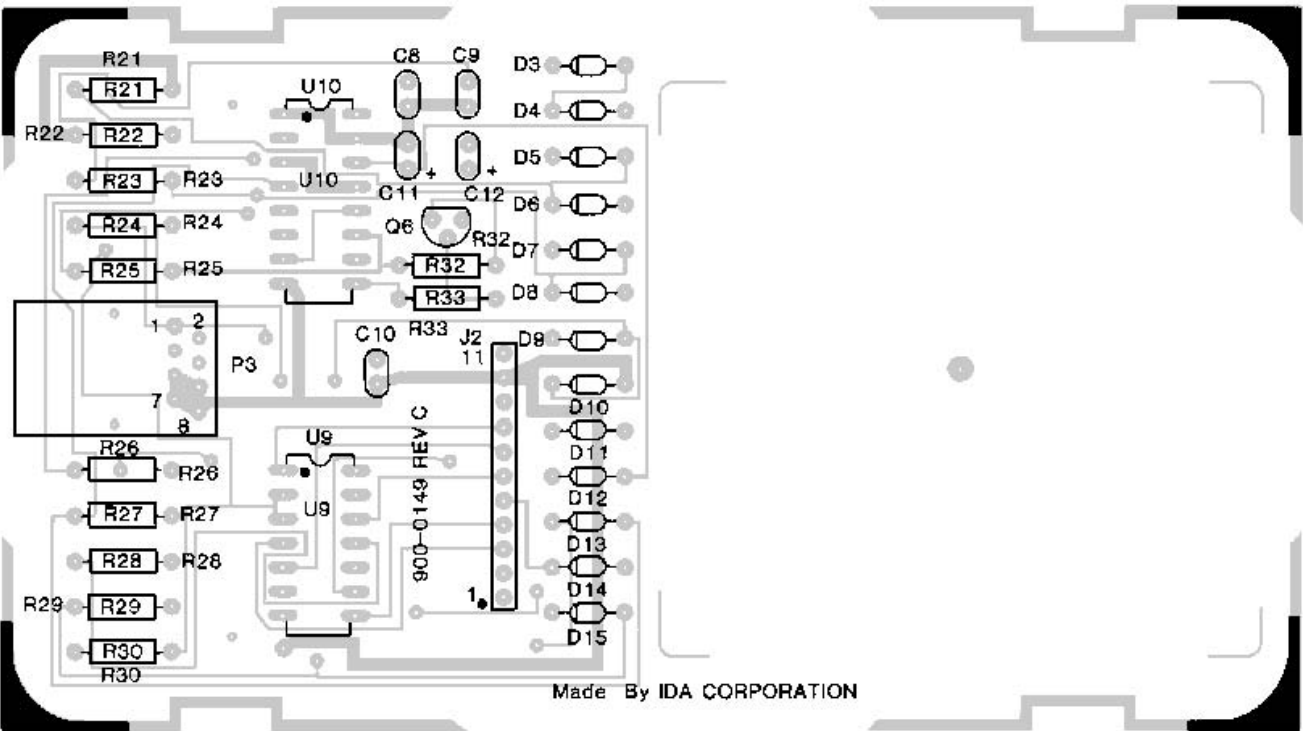 R21
R21
R22 R22
R23 R23
R24 R24
R25 R25
1 2
P3
7
8
R26
R26
R27 R27
R28 R28
R29 R29
R30
R30
U10
U10
U9
U9
C8 C9
+ +
C11 C12
Q6
R32
R32
R33
R33
C10
J2
11
900-0149 REV C
1
D3
D4
D5
D6
D7
D8
D9
D10
D11
D12
D13
D14
D15
Made By IDA CORPORATION